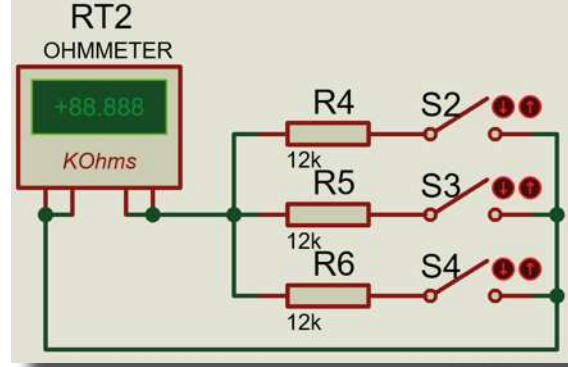 RT2
OHMMETER
+88.888
KOhms
R4
S2
12k
R5
S3
12k
R6
S4
12k